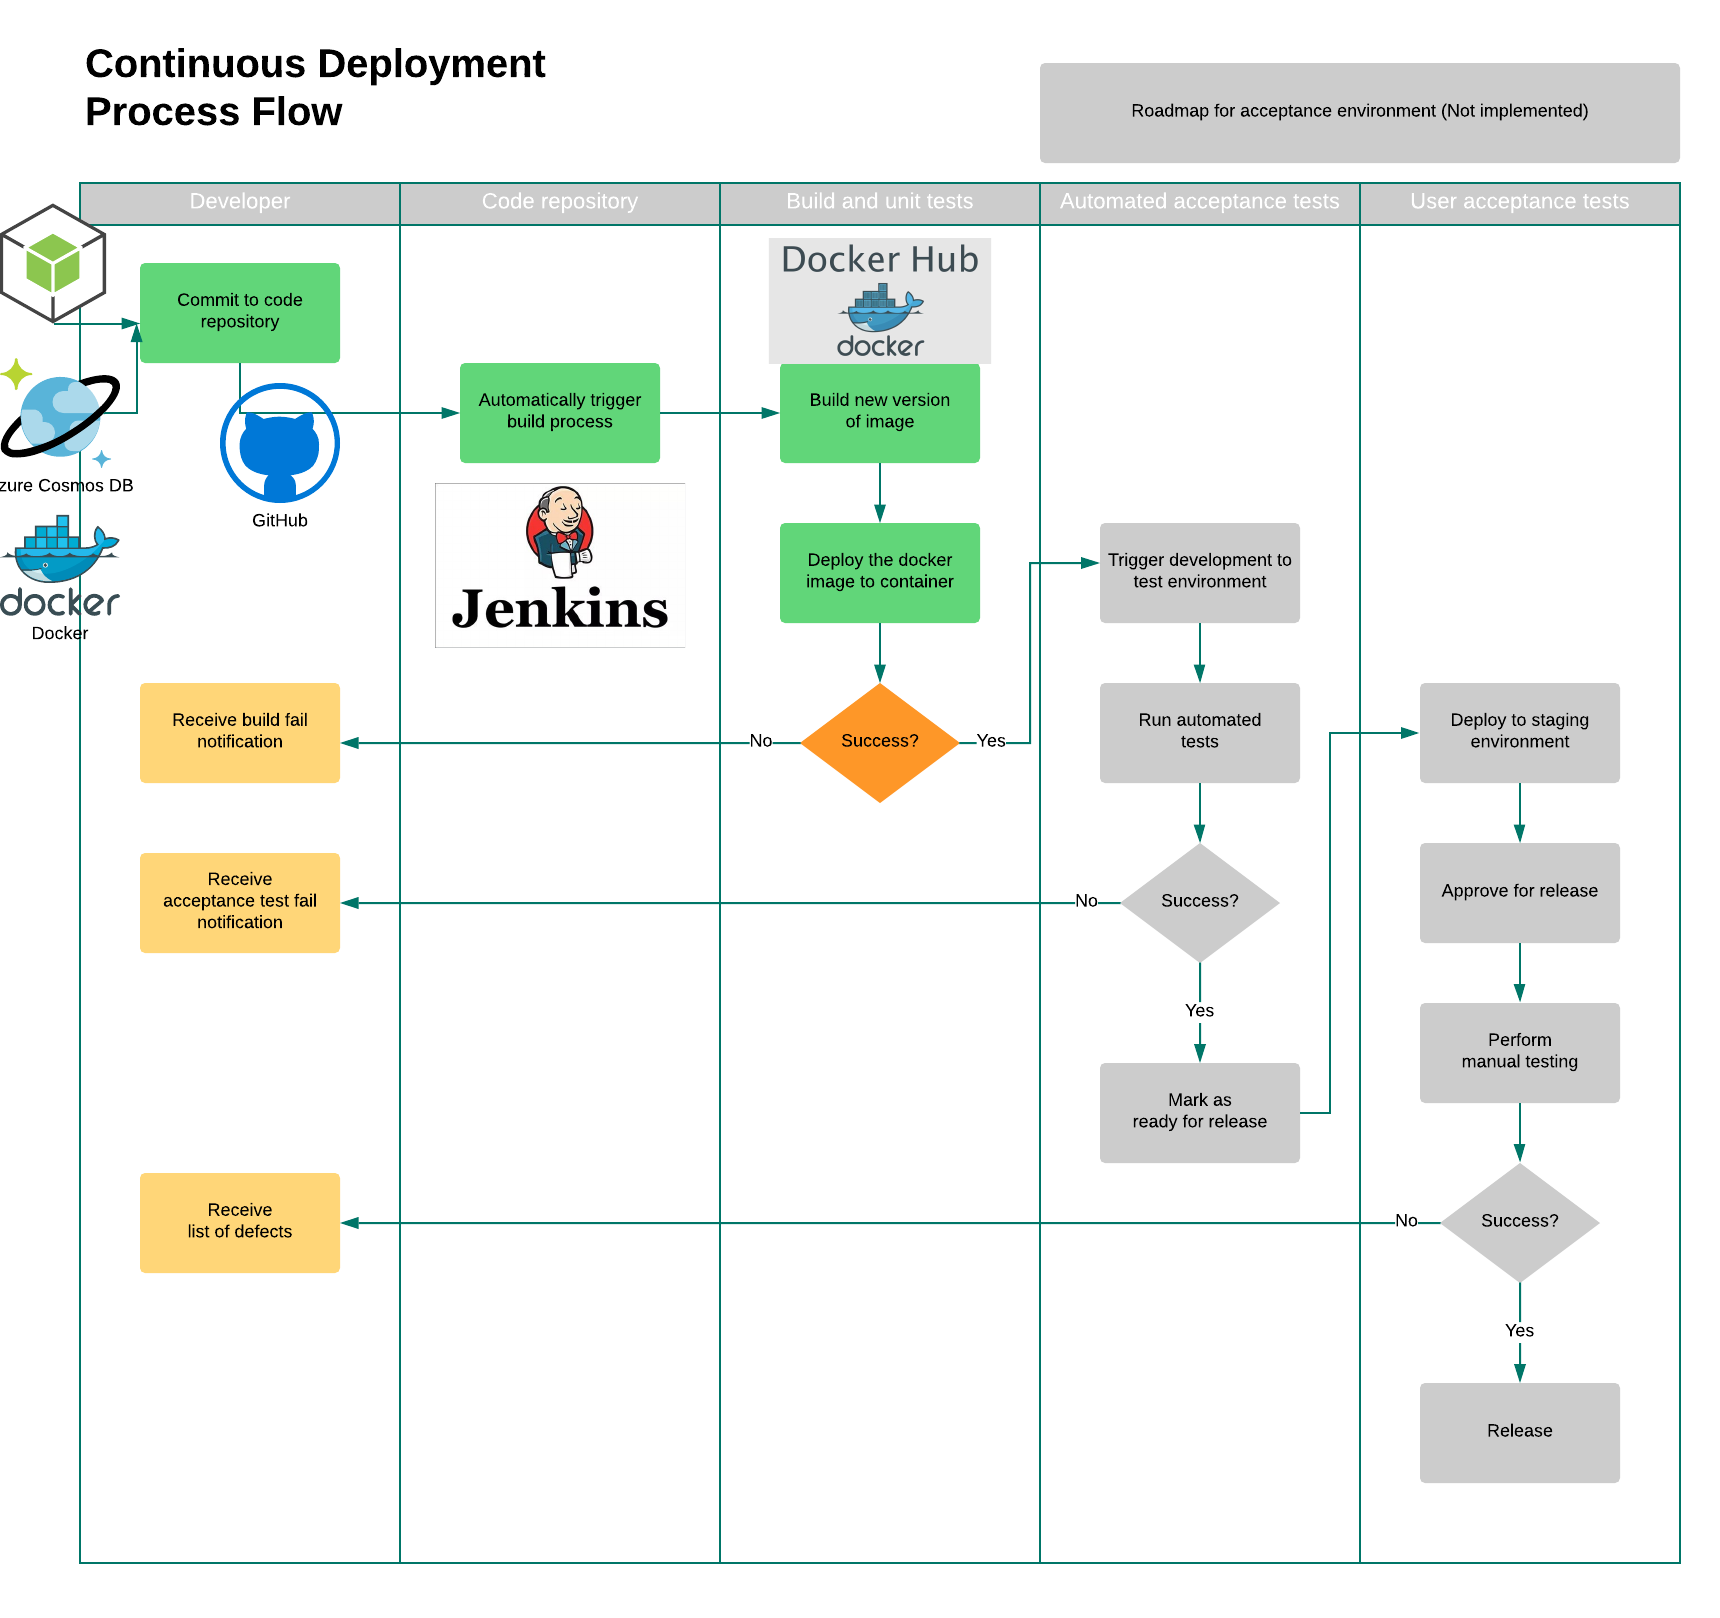 Continuous Deployment
Process Flow
Roadmap for acceptance environment (Not implemented)
Developer
Code repository
Build and unit tests
Automated acceptance tests
User acceptance tests
Docker Hub
docker
Commit to code
repository
Automatically trigger
build process
Build new version
of image
zure Cosmos DB
GitHub
Jenkins
docker
Docker
Deploy the docker
image to container
Trigger development to
test environment
Receive build fail
notification
No
Success?
Yes
Run automated
tests
Deploy to staging
environment
Receive
acceptance test fail
notification
No
Success?
Approve for release
Yes
Perform
manual testing
Mark as
ready for release
Receive
list of defects
No
Success?
Yes
Release